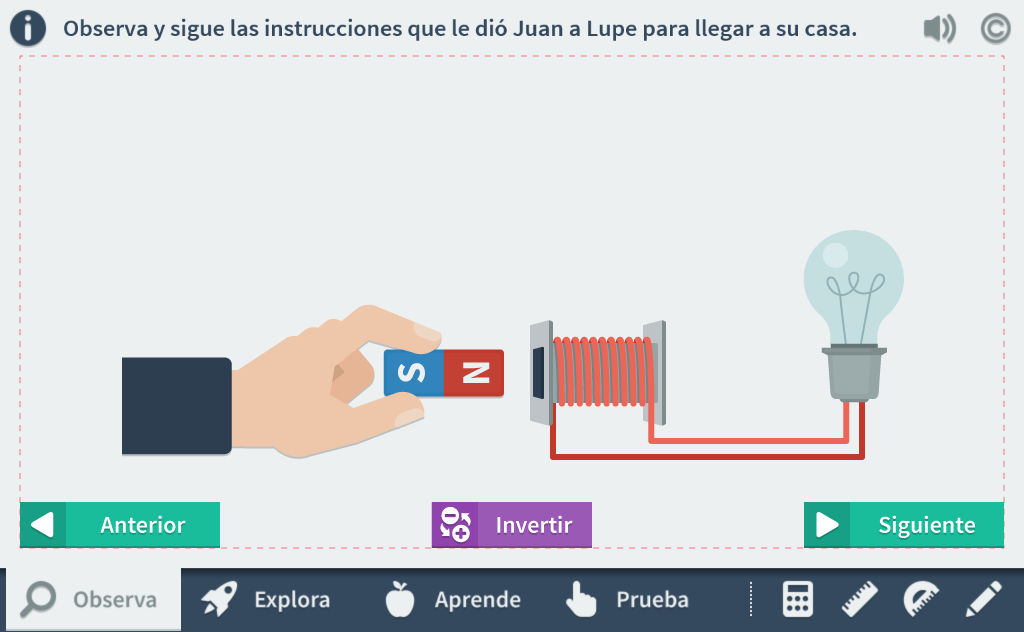 Observa y sigue las instrucciones que le dió Juan a Lupe para llegar a su casa.
©
S N
Anterior
Invertir
Siguiente
Observa
Explora
Aprende
Prueba